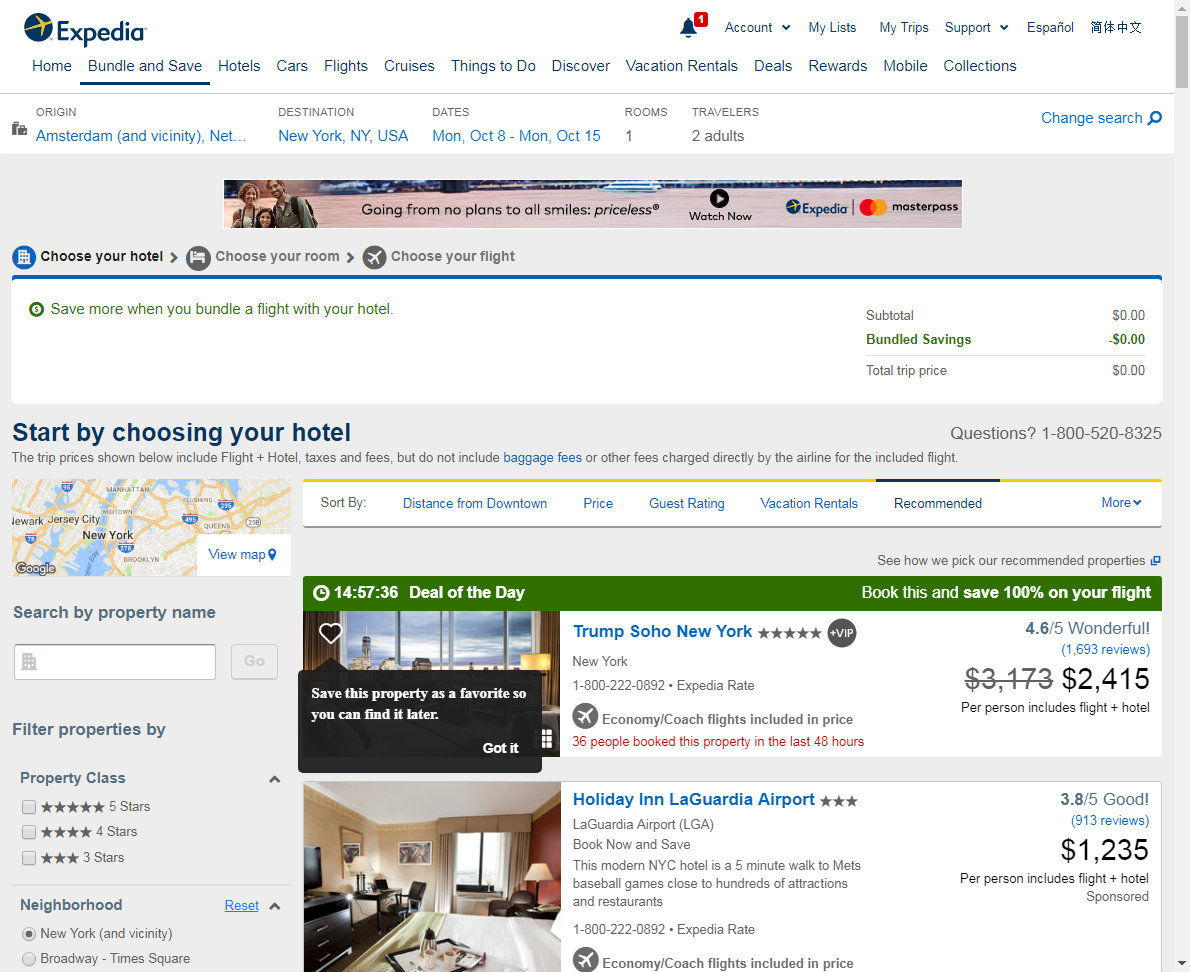 Expedia
1
Account
My Lists
My Trips
Support
Español
简体中文
Home
Bundle and Save
Hotels
Cars
Flights
Cruises
Things to Do
Discover
Vacation Rentals
Deals
Rewards
Mobile
Collections
ORIGIN
Amsterdam (and vicinity), Net...
DESTINATION
New York, NY, USA
DATES
Mon, Oct 8 - Mon, Oct 15
ROOMS
1
TRAVELERS
2 adults
Change search
Going from no plans to all smiles: priceless®
Watch Now
Expedia
masterpass
Choose your hotel
Choose your room
Choose your flight
Save more when you bundle a flight with your hotel.
Subtotal $0.00
Bundled Savings -$0.00
Total trip price $0.00
Start by choosing your hotel
Questions? 1-800-520-8325
The trip prices shown below include Flight + Hotel, taxes and fees, but do not include baggage fees or other fees charged directly by the airline for the included flight.
95
MANHATTAN
FLUSHING
MIDTOWN
295
lewark
Jersey City
495
QUEENS
25B
New York
78
278
BROOKLYN
Google
View map
Search by property name
Go
Filter properties by
Property Class
5 Stars
4 Stars
3 Stars
Neighborhood
Reset
New York (and vicinity)
Broadway - Times Square
Sort By:
Distance from Downtown
Price
Guest Rating
Vacation Rentals
Recommended
More
See how we pick our recommended properties
14:57:36 Deal of the Day
Book this and save 100% on your flight
Save this property as a favorite so
you can find it later.
Got it
Trump Soho New York
+VIP
New York
1-800-222-0892 • Expedia Rate
Economy/Coach flights included in price
36 people booked this property in the last 48 hours
4.6/5 Wonderful!
(1,693 reviews)
$3,173 $2,415
Per person includes flight + hotel
Holiday Inn LaGuardia Airport
LaGuardia Airport (LGA)
Book Now and Save
This modern NYC hotel is a 5 minute walk to Mets
baseball games close to hundreds of attractions
and restaurants
1-800-222-0892 • Expedia Rate
Economy/Coach flights included in price
3.8/5 Good!
(913 reviews)
$1,235
Per person includes flight + hotel
Sponsored